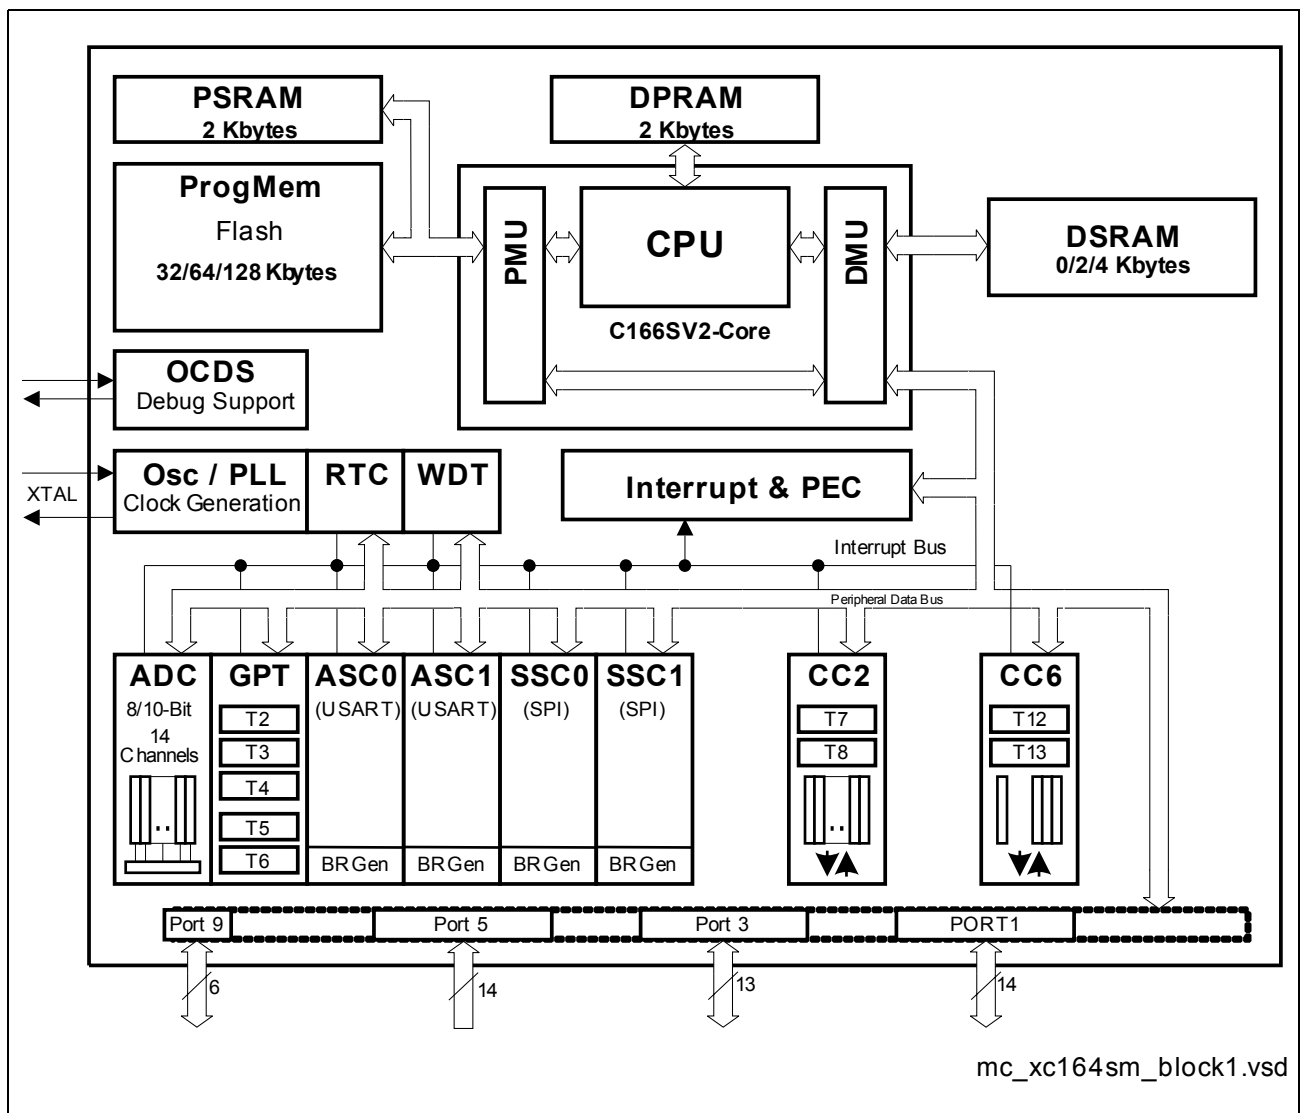 PSRAM
2 Kbytes
DPRAM
2 Kbytes
ProgMem
Flash
32/64/128 Kbytes
PMU
CPU
DMU
C166SV2-Core
DSRAM
0/2/4 Kbytes
OCDS
Debug Support
Osc / PLL
Clock Generation
RTC
WDT
Interrupt & PEC
XTAL
Interrupt Bus
Peripheral Data Bus
ADC
8/10-Bit
14
Channels
GPT
T2
T3
T4
T5
T6
ASC0
(USART)
BRGen
ASC1
(USART)
BRGen
SSC0
(SPI)
BRGen
SSC1
(SPI)
BRGen
CC2
T7
T8
CC6
T12
T13
Port 9
Port 5
Port 3
PORT1
6
14
13
14
mc_xc164sm_block1.vsd